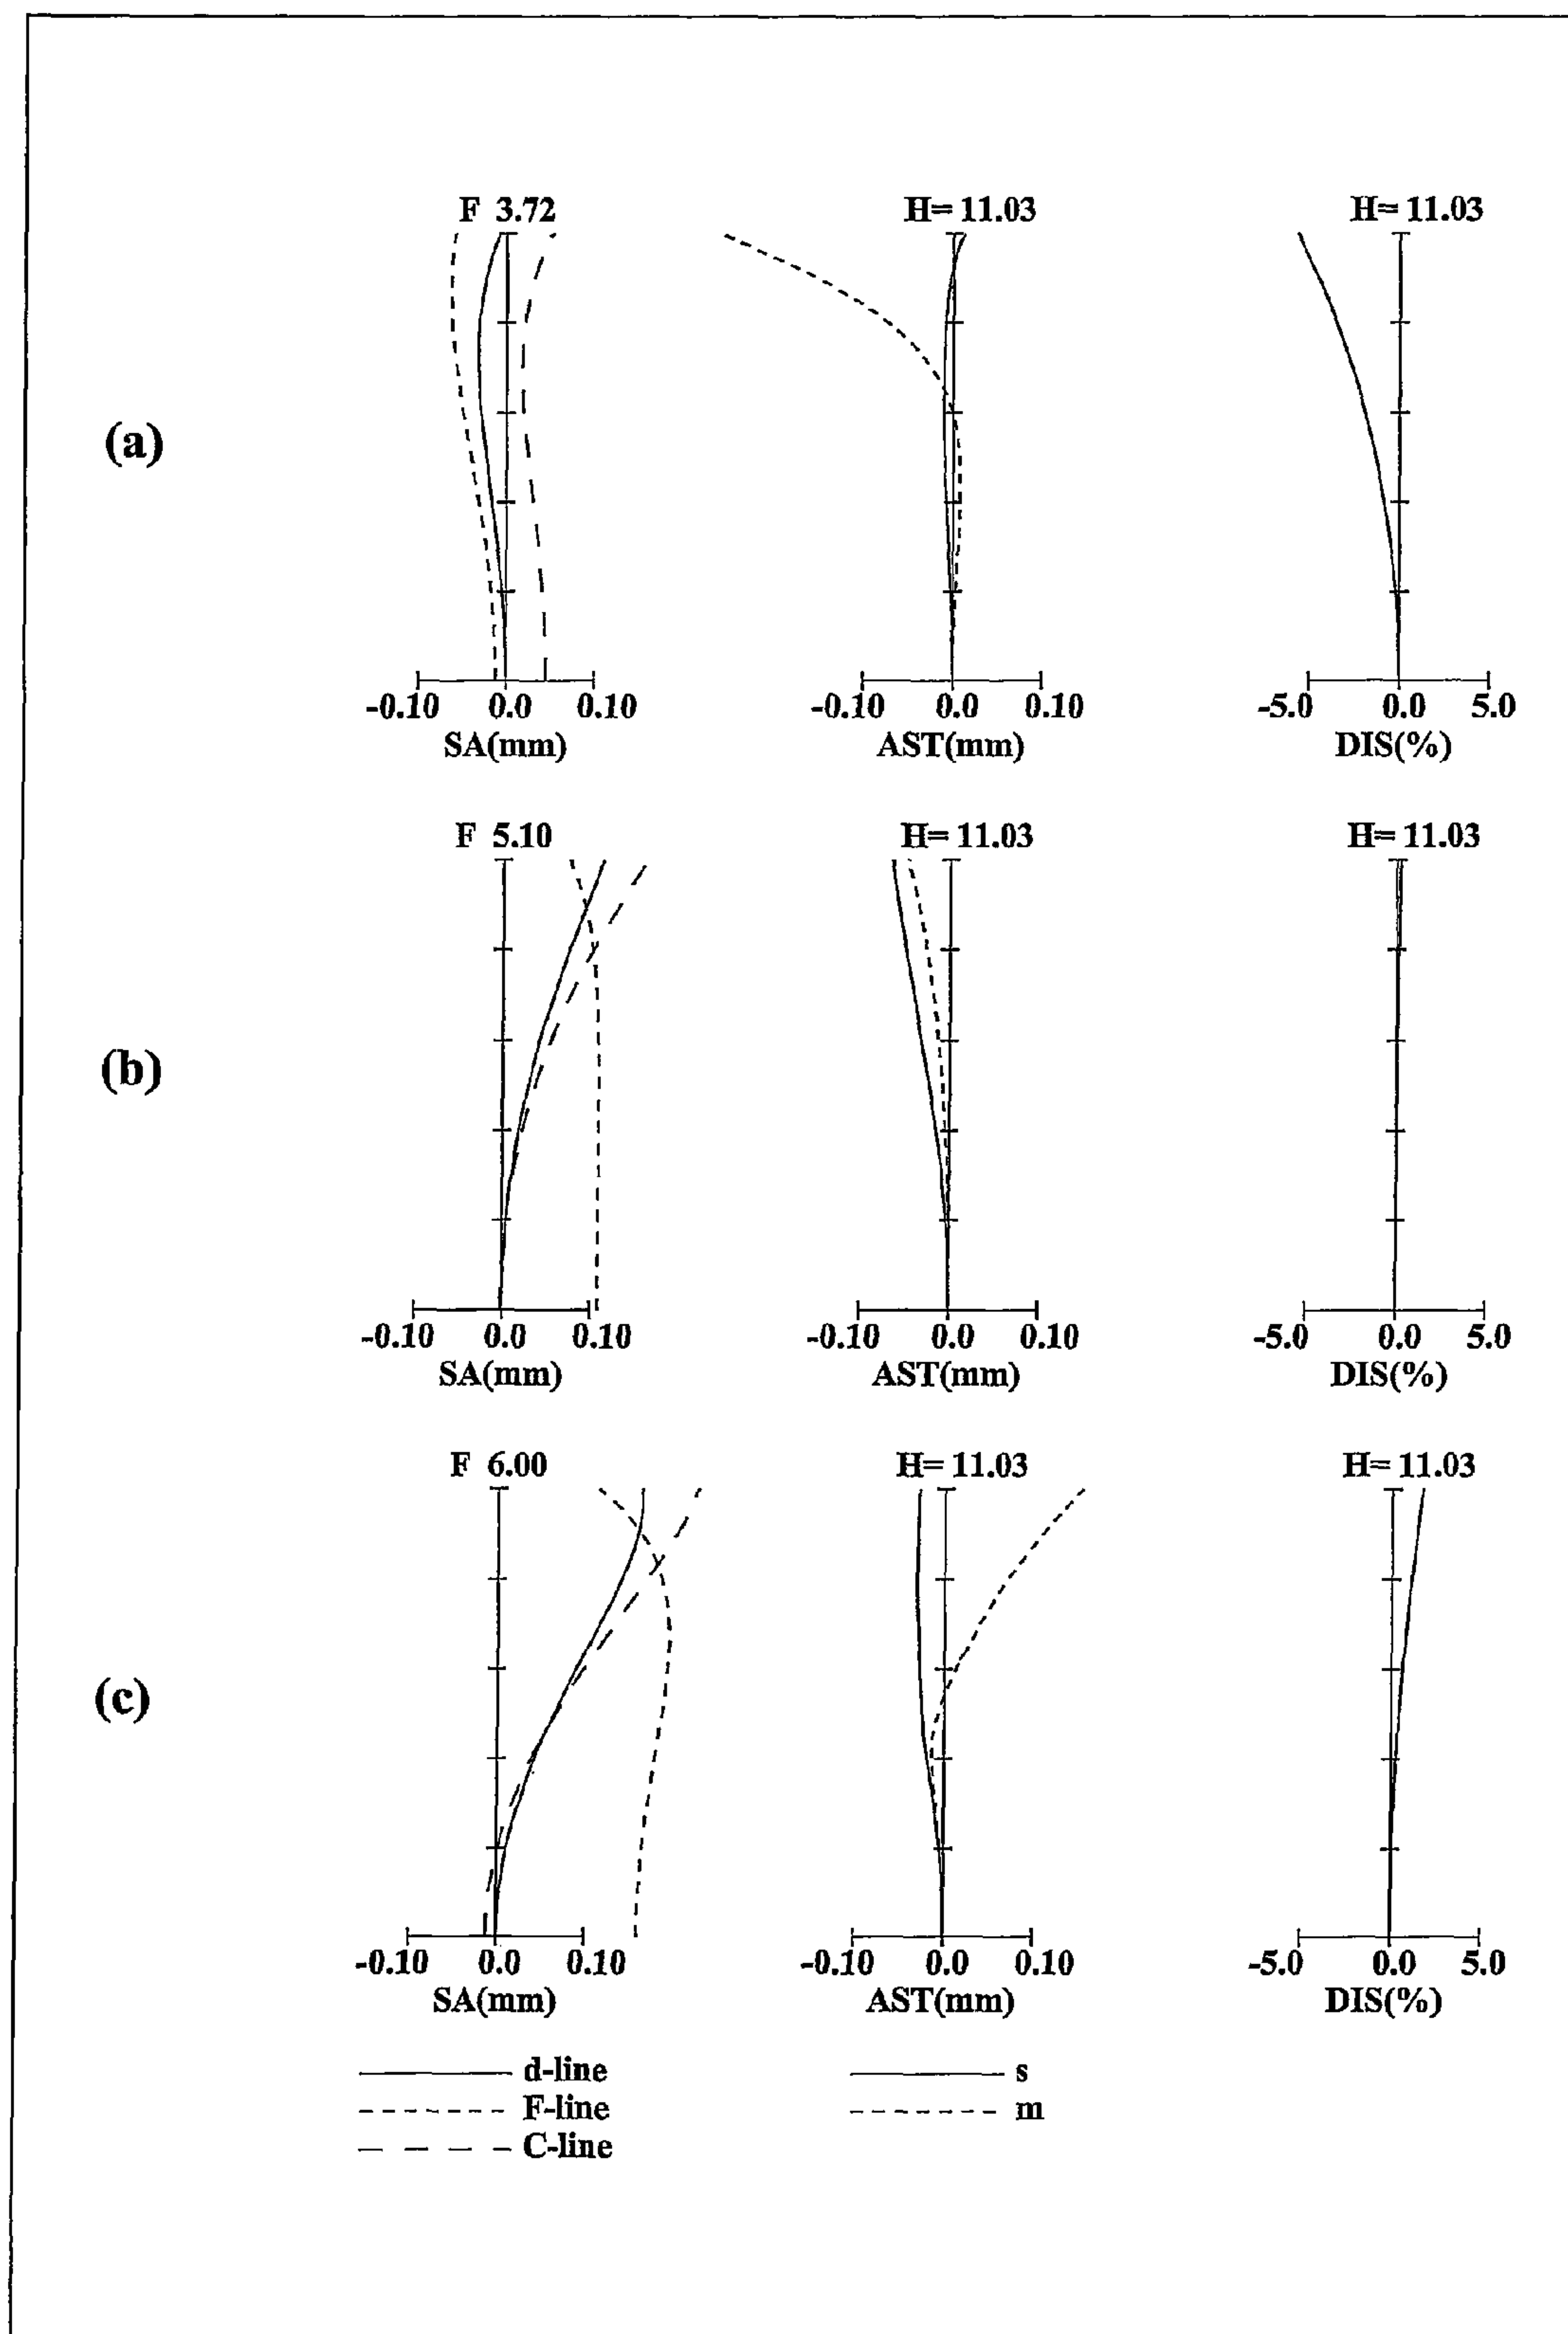 F 3.72 H= 11.03 H= 11.03
(a)
-0.10 0.0 0.10 -0.10 0.0 0.10 -5.0 0.0 5.0
SA(mm) AST(mm) DIS(%)
F 5.10 H= 11.03 H= 11.03
(b)
-0.10 0.0 0.10 -0.10 0.0 0.10 -5.0 0.0 5.0
SA(mm) AST(mm) DIS(%)
F 6.00 H= 11.03 H= 11.03
(c)
-0.10 0.0 0.10 -0.10 0.0 0.10 -5.0 0.0 5.0
SA(mm) AST(mm) DIS(%)
d-line s
F-line m
C-line